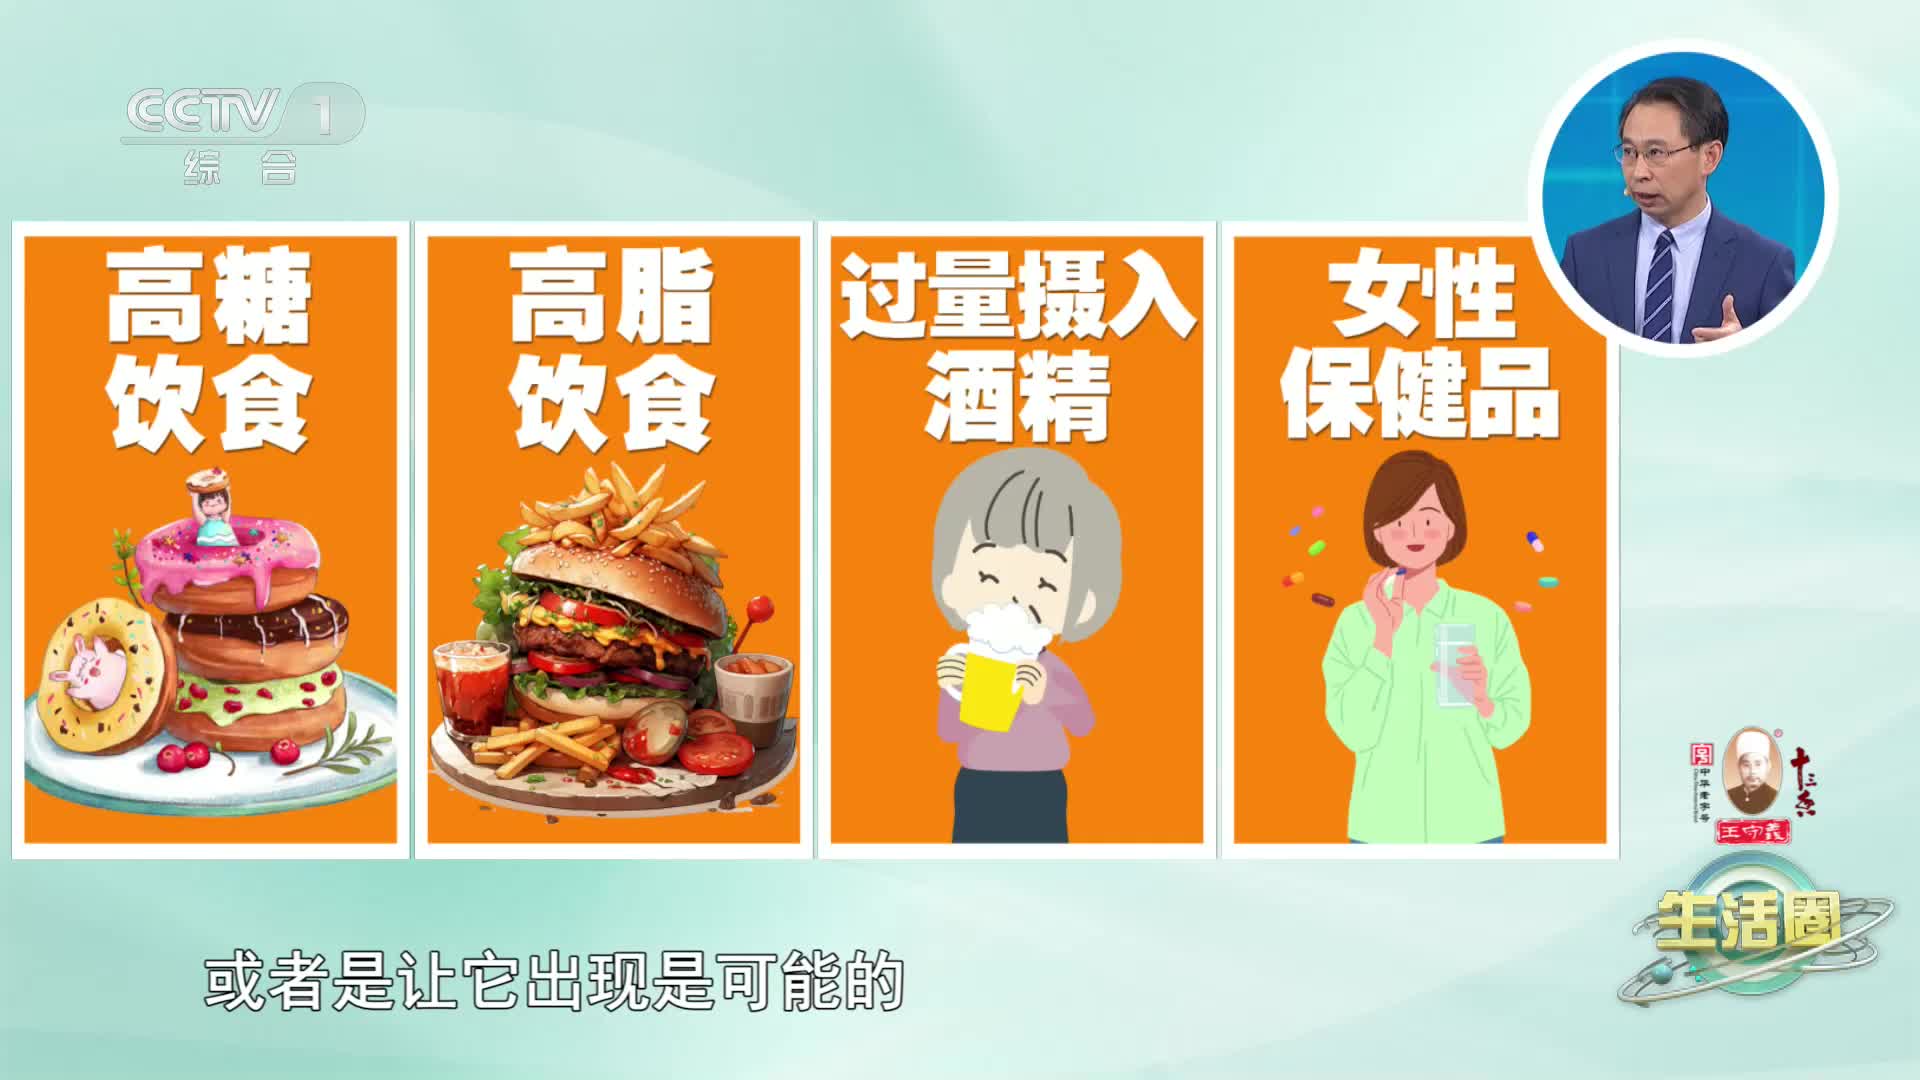 CCTV 1
综合
高糖
饮食
高脂
饮食
过量摄入
酒精
女性
保健品
中华老字号
十三香
王守義
生活圈
或者是让它出现是可能的